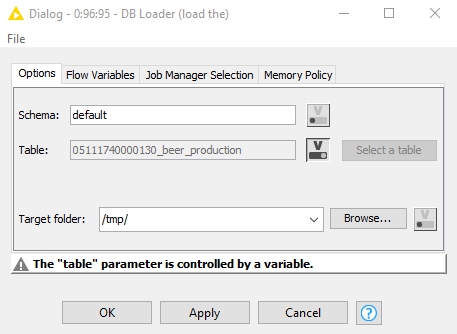 Dialog - 0:96:95 - DB Loader (load the)
File
Options Flow Variables Job Manager Selection Memory Policy
Schema: default V
Table: 05111740000130_beer_production V Select a table
Target folder: /tmp/ Browse... V
The "table" parameter is controlled by a variable.
OK Apply Cancel ?